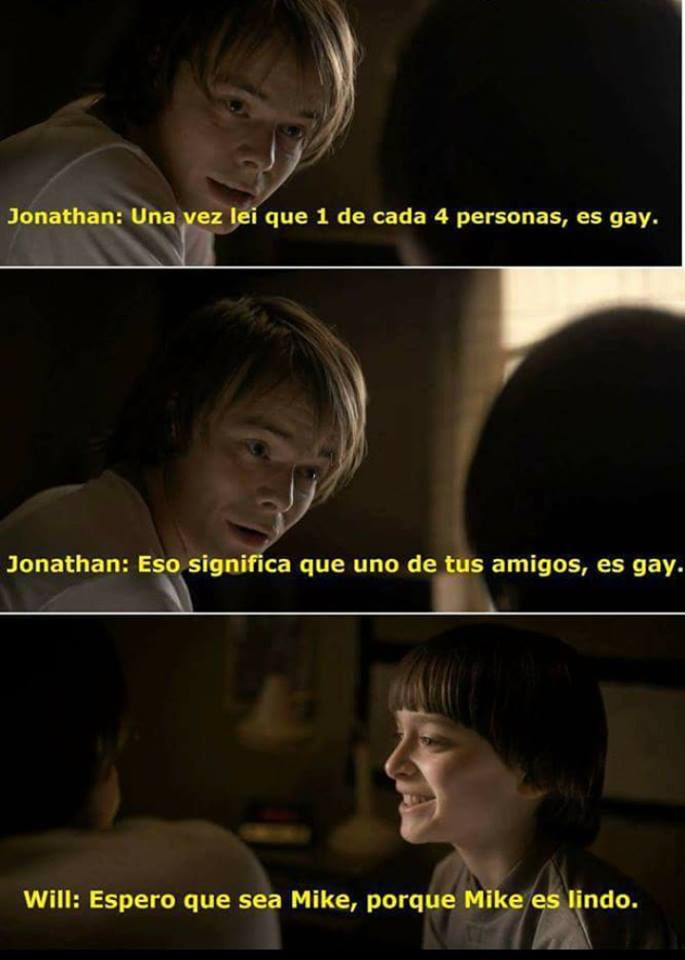 Jonathan: Una vez lei que 1 de cada 4 personas, es gay.
Jonathan: Eso significa que uno de tus amigos, es gay.
Will: Espero que sea Mike, porque Mike es lindo.